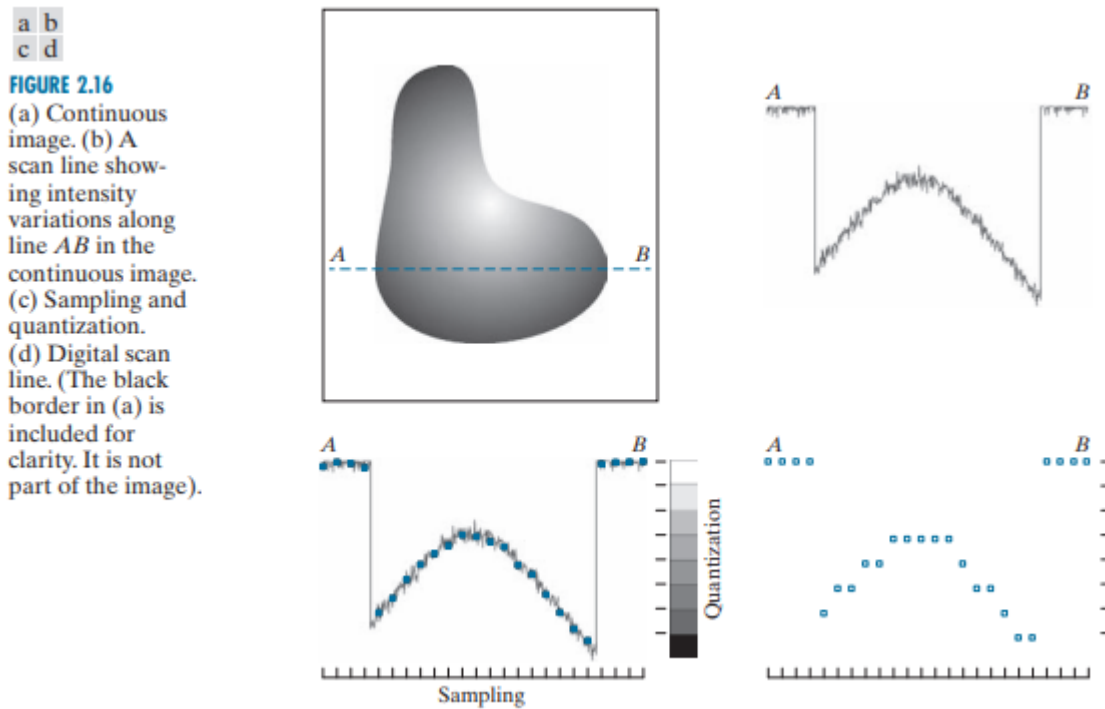 a b
c d
FIGURE 2.16
(a) Continuous
image. (b) A
scan line show-
ing intensity
variations along
line AB in the
continuous image.
(c) Sampling and
quantization.
(d) Digital scan
line. (The black
border in (a) is
included for
clarity. It is not
part of the image).
A B
A B
A B
Quantization
Sampling
A B